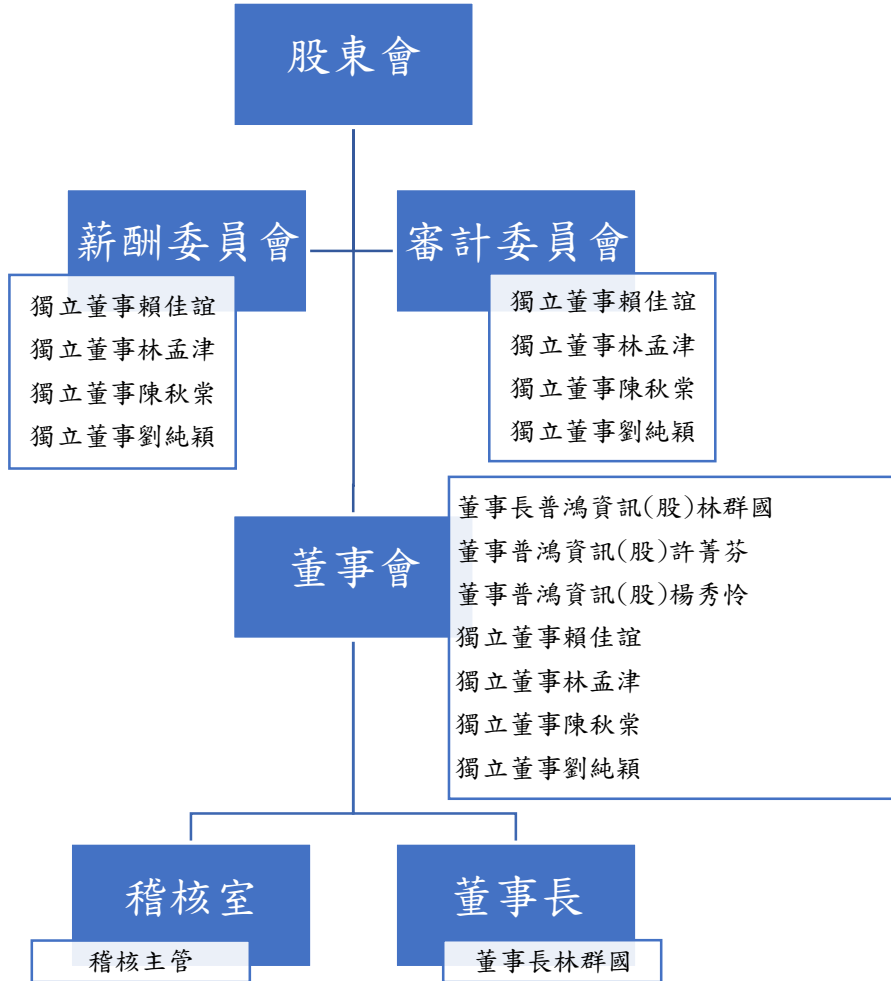 股東會
薪酬委員會
獨立董事賴佳誼
獨立董事林孟津
獨立董事陳秋棠
獨立董事劉純穎
審計委員會
獨立董事賴佳誼
獨立董事林孟津
獨立董事陳秋棠
獨立董事劉純穎
董事會
董事長普鴻資訊(股)林群國
董事普鴻資訊(股)許菁芬
董事普鴻資訊(股)楊秀怜
獨立董事賴佳誼
獨立董事林孟津
獨立董事陳秋棠
獨立董事劉純穎
稽核室
稽核主管
董事長
董事長林群國